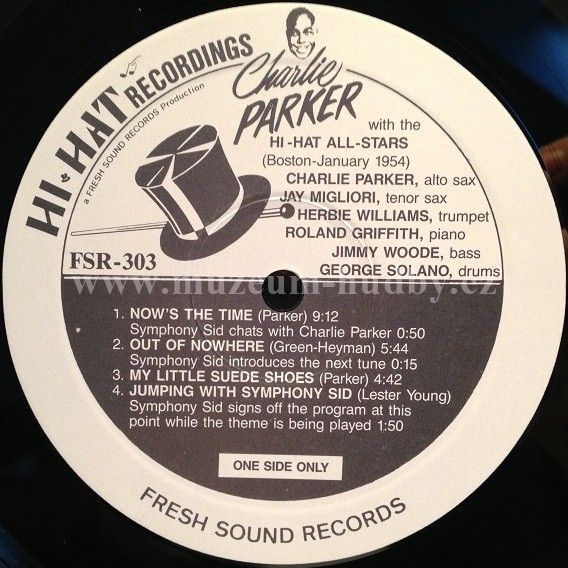 HI-HAT RECORDINGS
a FRESH SOUND RECORDS Production
Charlie
PARKER
with the
HI-HAT ALL-STARS
(Boston-January 1954)
CHARLIE PARKER, alto sax
JAY MIGLIORI, tenor sax
HERBIE WILLIAMS, trumpet
ROLAND GRIFFITH, piano
JIMMY WOODE, bass
GEORGE SOLANO, drums
FSR-303
www.muzeum-hudby.cz
1. NOW'S THE TIME (Parker) 9:12
Symphony Sid chats with Charlie Parker 0:50
2. OUT OF NOWHERE (Green-Heyman) 5:44
Symphony Sid introduces the next tune 0:15
3. MY LITTLE SUEDE SHOES (Parker) 4:42
4. JUMPING WITH SYMPHONY SID (Lester Young)
Symphony Sid signs off the program at this
point while the theme is being played 1:50
ONE SIDE ONLY
FRESH SOUND RECORDS